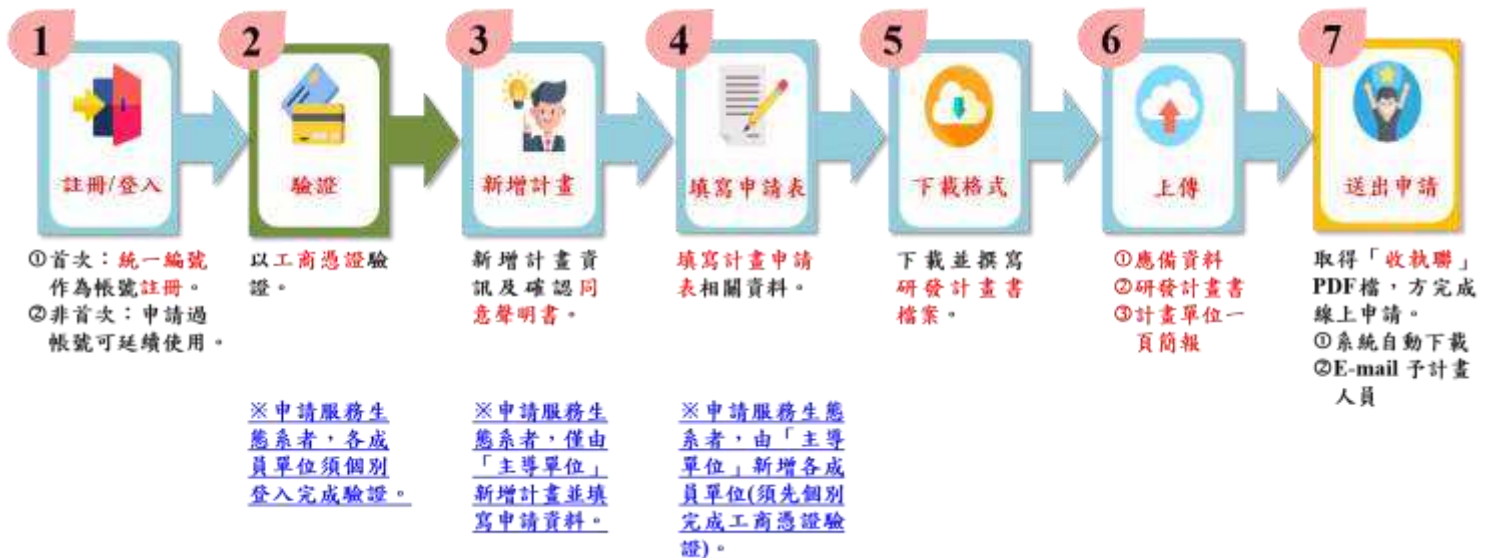 1
註冊/登入
①首次：統一編號
作為帳號註冊。
②非首次：申請過
帳號可延續使用。
2
驗證
以工商憑證驗
證。
※申請服務生
態系者，各成
員單位須個別
登入完成驗證。
3
新增計畫
新增計畫資
訊及確認同
意聲明書。
※申請服務生
態系者，僅由
「主導單位」
新增計畫並填
寫申請資料。
4
填寫申請表
填寫計畫申請
表相關資料。
※申請服務生態
系者，由「主導
單位」新增各成
員單位(須先個別
完成工商憑證驗
證)。
5
下載格式
下載並撰寫
研發計畫書
檔案。
6
上傳
①應備資料
②研發計畫書
③計畫單位一
頁簡報
7
送出申請
取得「收執聯」
PDF檔，方完成
線上申請。
①系統自動下載
②E-mail 予計畫
人員